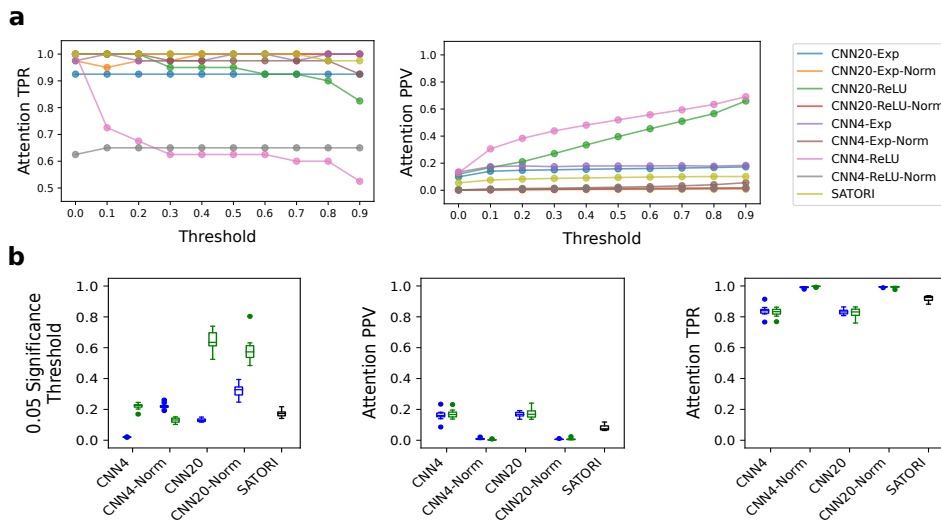 a
Attention TPR
1.0
0.9
0.8
0.7
0.6
0.5
0.0 0.1 0.2 0.3 0.4 0.5 0.6 0.7 0.8 0.9
Threshold
Attention PPV
1.0
0.8
0.6
0.4
0.2
0.0
0.0 0.1 0.2 0.3 0.4 0.5 0.6 0.7 0.8 0.9
Threshold
CNN20-Exp
CNN20-Exp-Norm
CNN20-ReLU
CNN20-ReLU-Norm
CNN4-Exp
CNN4-Exp-Norm
CNN4-ReLU
CNN4-ReLU-Norm
SATORI
b
0.05 Significance
Threshold
1.0
0.8
0.6
0.4
0.2
0.0
CNN4
CNN4-Norm
CNN20
CNN20-Norm
SATORI
Attention PPV
1.0
0.8
0.6
0.4
0.2
0.0
CNN4
CNN4-Norm
CNN20
CNN20-Norm
SATORI
Attention TPR
1.0
0.8
0.6
0.4
0.2
0.0
CNN4
CNN4-Norm
CNN20
CNN20-Norm
SATORI